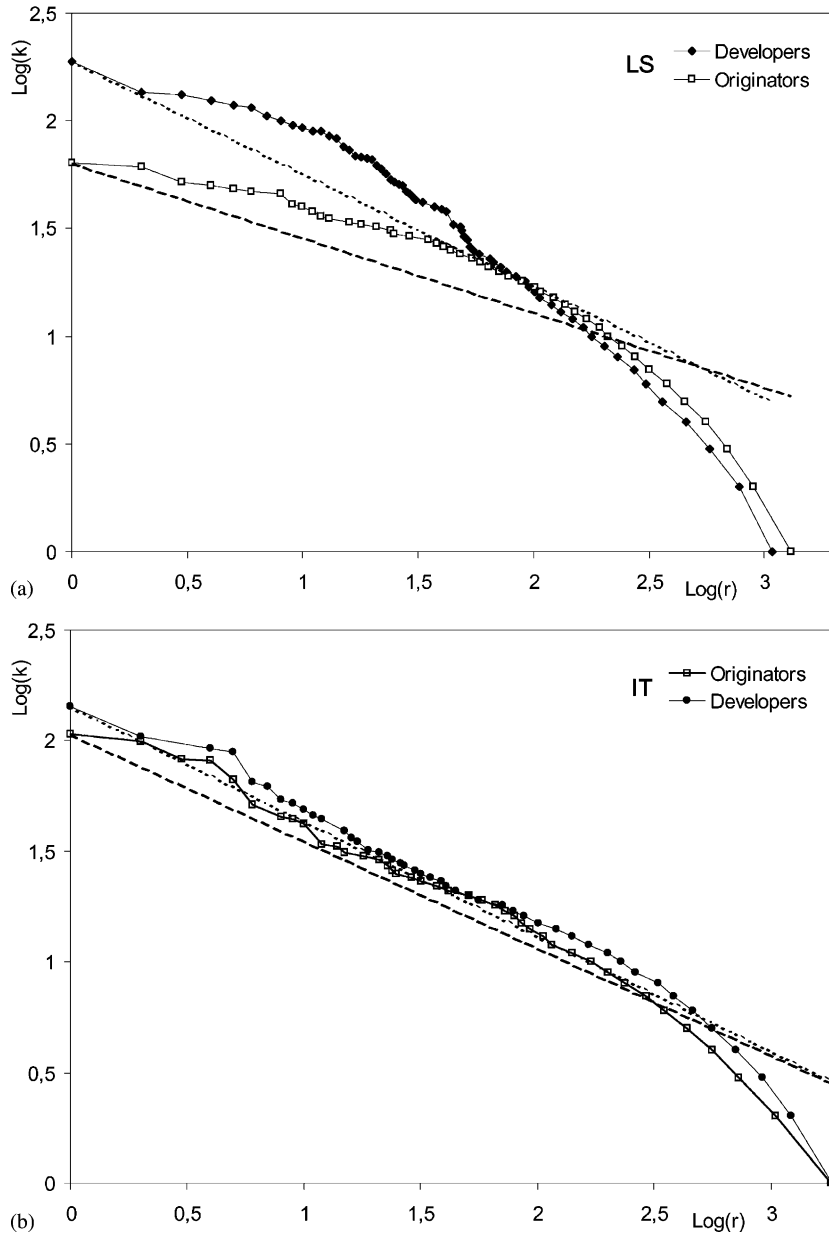 2,5
Log(k)
LS
Developers
Originators
2
1,5
1
0,5
0
(a)
0 0,5 1 1,5 2 2,5 Log(r) 3
2,5
Log(k)
IT
Originators
Developers
2
1,5
1
0,5
0
(b)
0 0,5 1 1,5 2 2,5 Log(r) 3